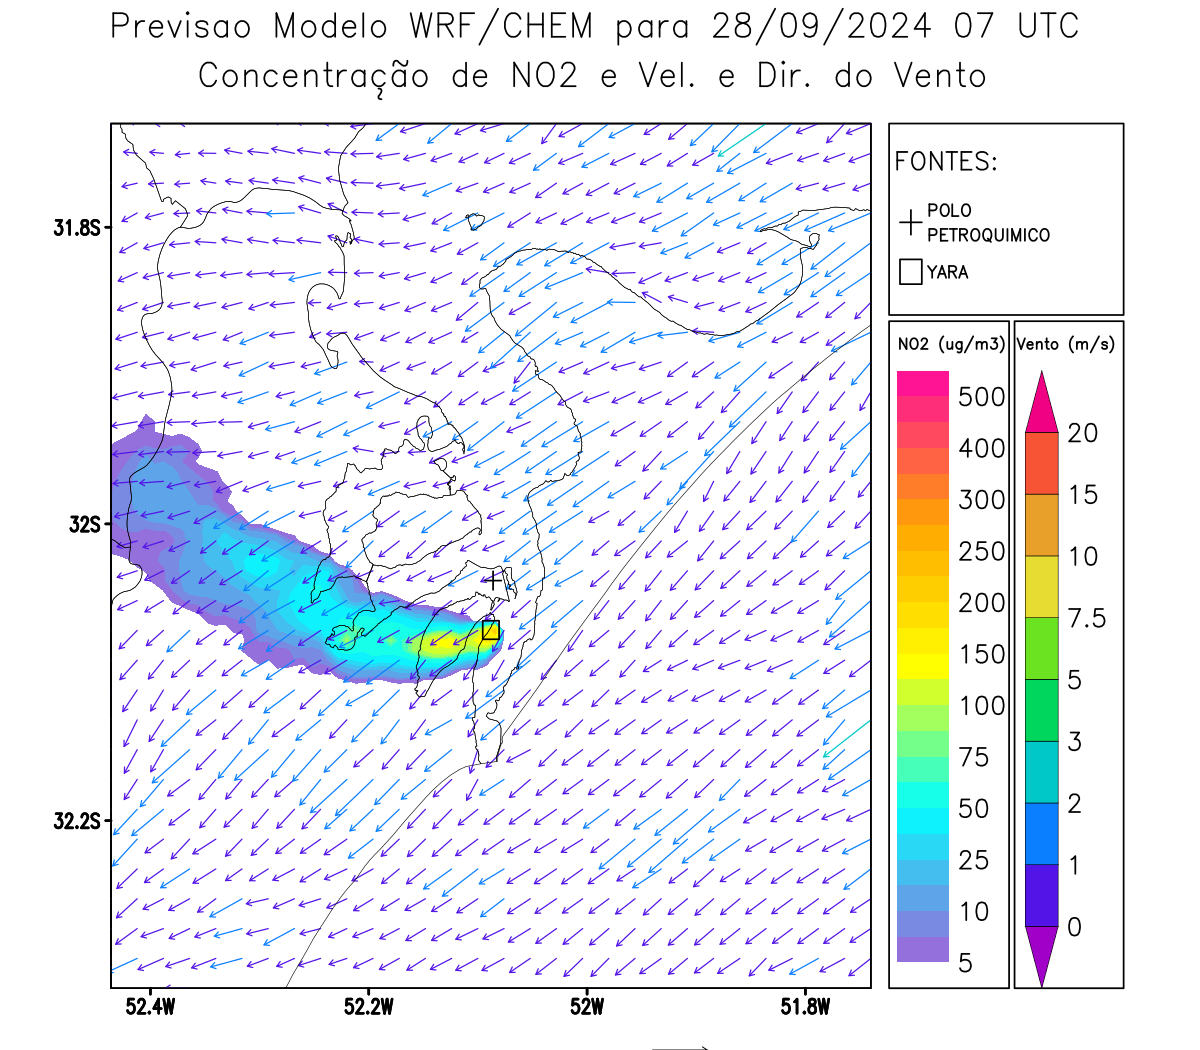 Previsao Modelo WRF/CHEM para 28/09/2024 07 UTC
Concentração de NO2 e Vel. e Dir. do Vento
FONTES:
POLO
PETROQUIMICO
YARA
NO2 (ug/m3)
500
400
300
250
200
150
100
75
50
25
10
5
Vento (m/s)
20
15
10
7.5
5
3
2
1
0
31.8S
32S
32.2S
52.4W
52.2W
52W
51.8W